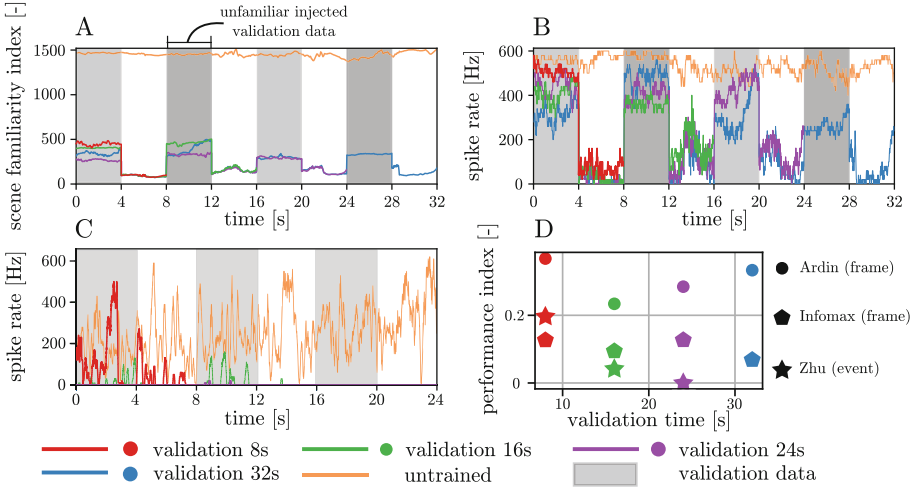 unfamiliar injected
validation data
A
scene familiarity index [-]
1500
1000
500
0
0 4 8 12 16 20 24 28 32
time [s]
B
spike rate [Hz]
600
400
200
0
0 4 8 12 16 20 24 28 32
time [s]
C
spike rate [Hz]
600
400
200
0
0 4 8 12 16 20 24
time [s]
D
performance index [-]
0.2
0
10 20 30
validation time [s]
Ardin (frame)
Infomax (frame)
Zhu (event)
validation 8s
validation 16s
validation 24s
validation 32s
untrained
validation data